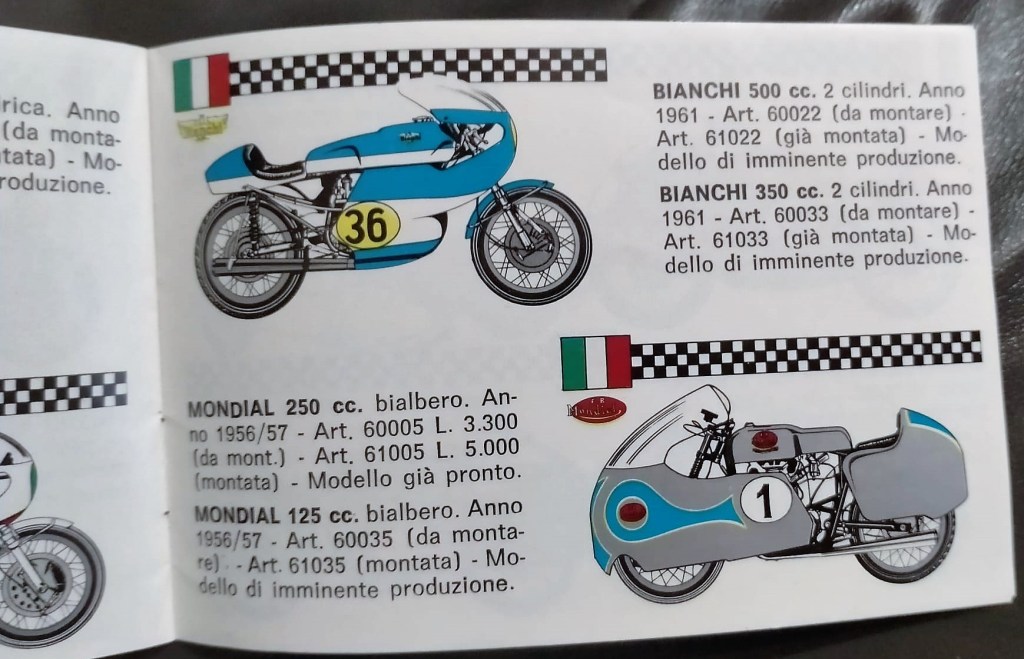 drica. Anno
(da monta-
tata) - Mo-
roduzione.
BIANCHI 500 cc. 2 cilindri. Anno
1961 - Art. 60022 (da montare) -
Art. 61022 (già montata) - Mo-
dello di imminente produzione.
BIANCHI 350 cc. 2 cilindri. Anno
1961 - Art. 60033 (da montare) -
Art. 61033 (già montata) - Mo-
dello di imminente produzione.
36
MONDIAL 250 cc. bialbero. An-
no 1956/57 - Art. 60005 L. 3.300
(da mont.) - Art. 61005 L. 5.000
(montata) - Modello già pronto.
MONDIAL 125 cc. bialbero. Anno
1956/57 - Art. 60035 (da monta-
re). - Art. 61035 (montata) - Mo-
dello di imminente produzione.
Mondial
1